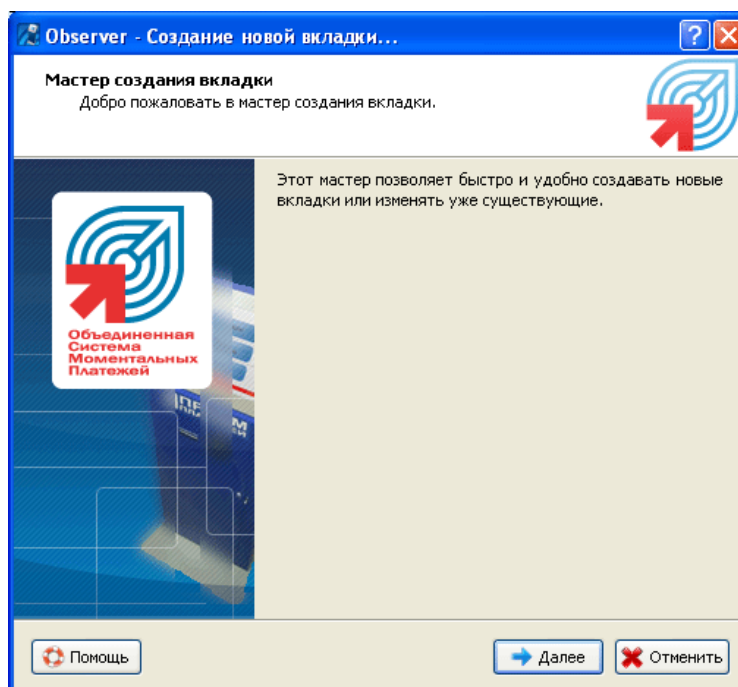 Observer - Создание новой вкладки...
Мастер создания вкладки
Добро пожаловать в мастер создания вкладки.
Этот мастер позволяет быстро и удобно создавать новые
вкладки или изменять уже существующие.
Объединенная
Система
Моментальных
Платежей
Помощь
Далее
Отменить